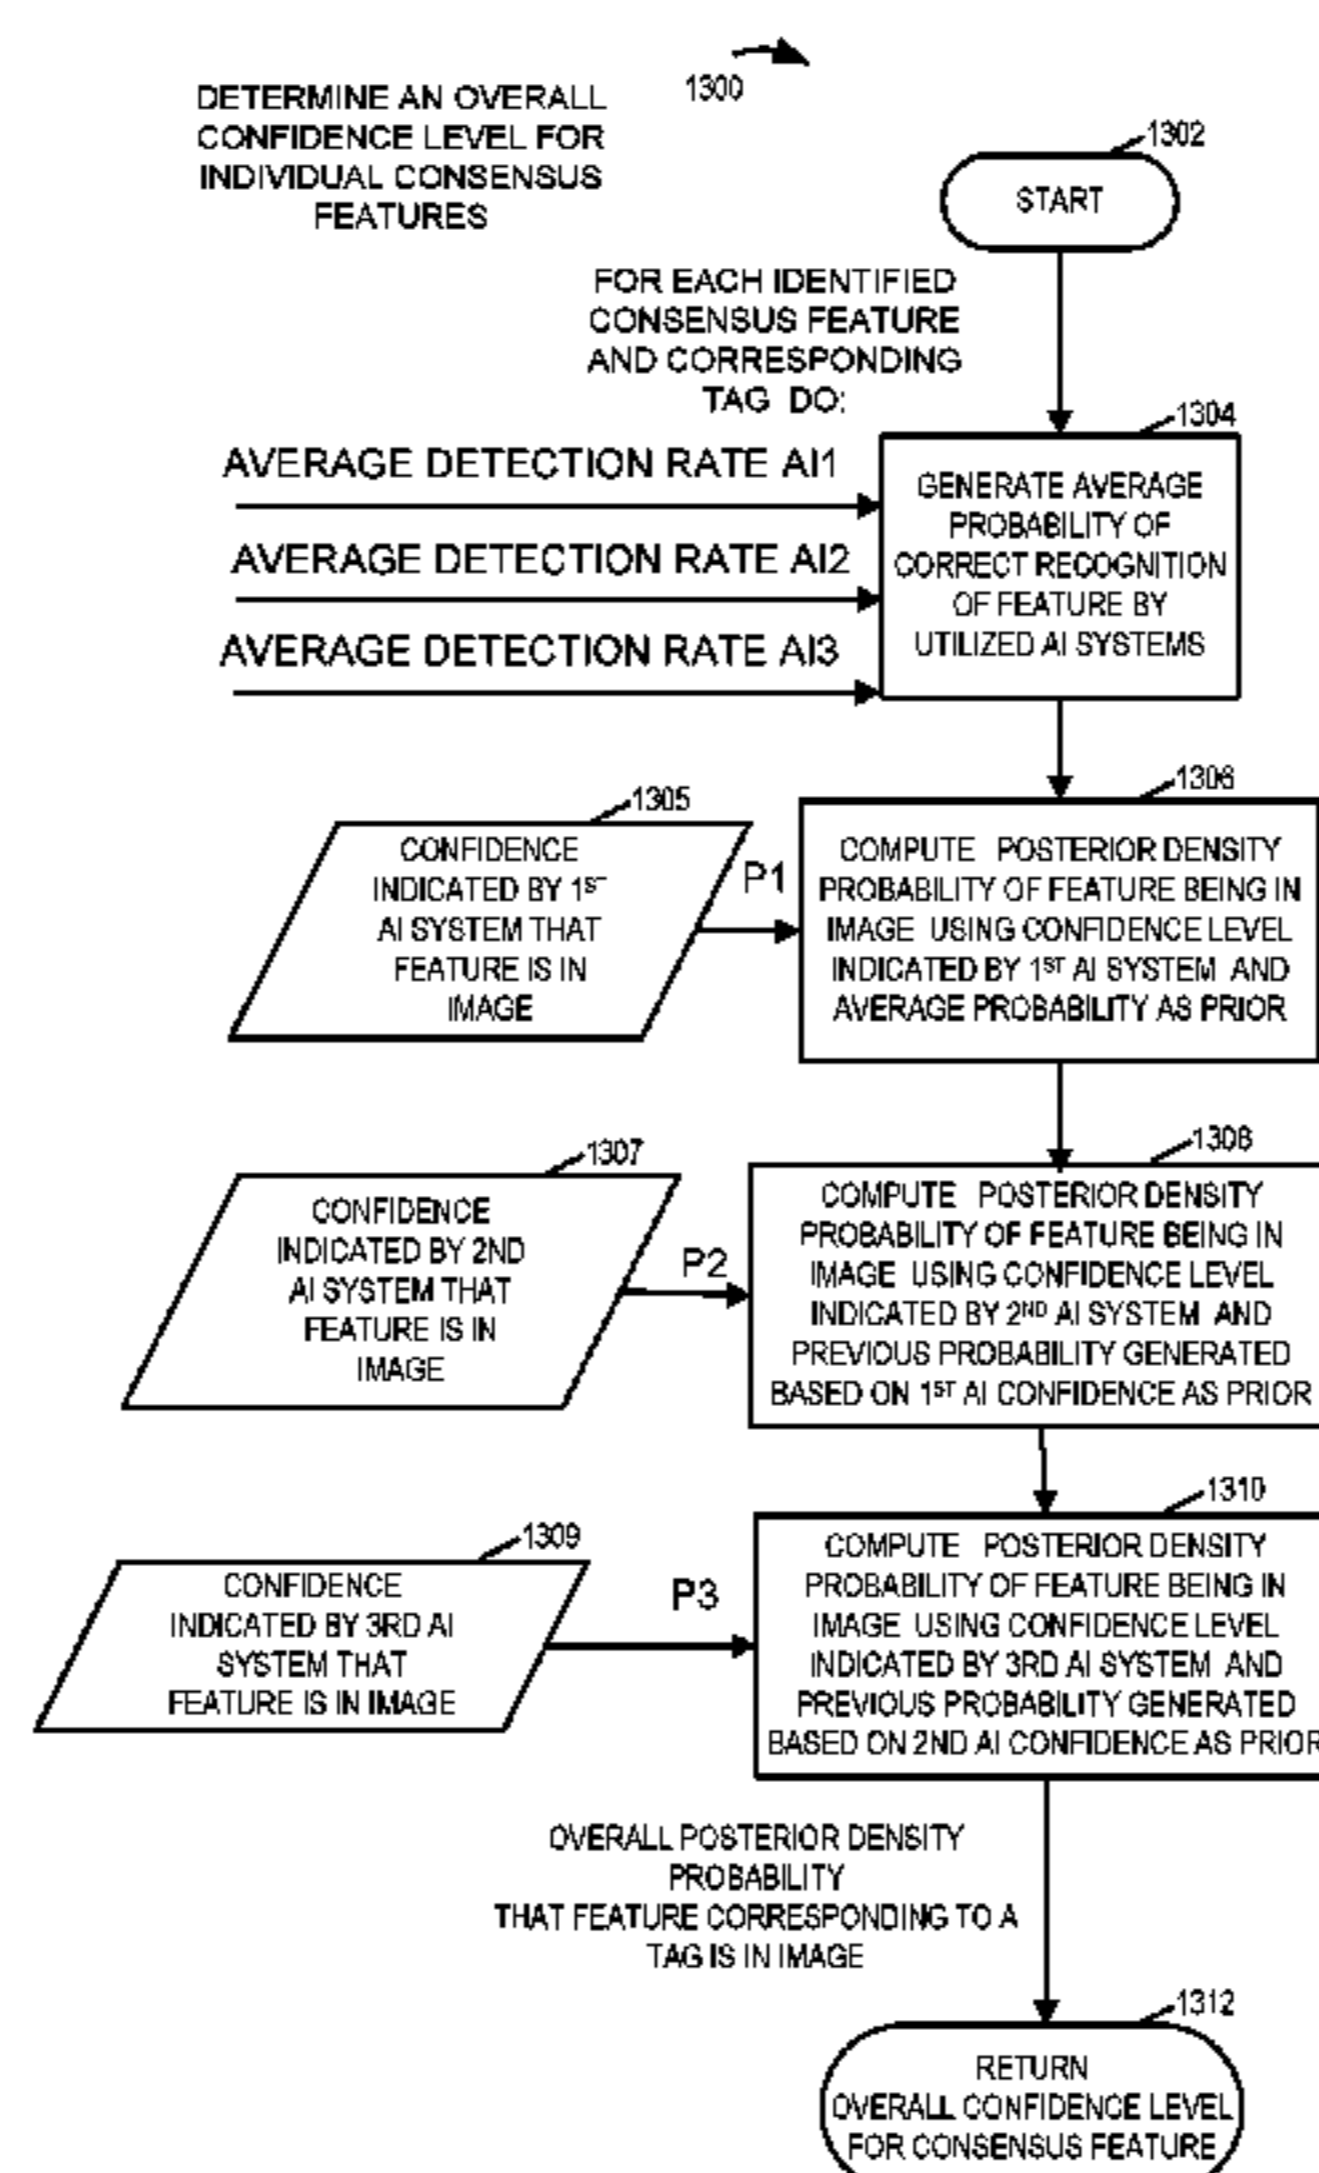 1300
DETERMINE AN OVERALL
CONFIDENCE LEVEL FOR
INDIVIDUAL CONSENSUS
FEATURES
1302
START
FOR EACH IDENTIFIED
CONSENSUS FEATURE
AND CORRESPONDING
TAG DO:
1304
AVERAGE DETECTION RATE AI1
AVERAGE DETECTION RATE AI2
AVERAGE DETECTION RATE AI3
GENERATE AVERAGE
PROBABILITY OF
CORRECT RECOGNITION
OF FEATURE BY
UTILIZED AI SYSTEMS
1305
CONFIDENCE
INDICATED BY 1ST
AI SYSTEM THAT
FEATURE IS IN
IMAGE
P1
1306
COMPUTE POSTERIOR DENSITY
PROBABILITY OF FEATURE BEING IN
IMAGE USING CONFIDENCE LEVEL
INDICATED BY 1ST AI SYSTEM AND
AVERAGE PROBABILITY AS PRIOR
1307
CONFIDENCE
INDICATED BY 2ND
AI SYSTEM THAT
FEATURE IS IN
IMAGE
P2
1308
COMPUTE POSTERIOR DENSITY
PROBABILITY OF FEATURE BEING IN
IMAGE USING CONFIDENCE LEVEL
INDICATED BY 2ND AI SYSTEM AND
PREVIOUS PROBABILITY GENERATED
BASED ON 1ST AI CONFIDENCE AS PRIOR
1309
CONFIDENCE
INDICATED BY 3RD AI
SYSTEM THAT
FEATURE IS IN IMAGE
P3
1310
COMPUTE POSTERIOR DENSITY
PROBABILITY OF FEATURE BEING IN
IMAGE USING CONFIDENCE LEVEL
INDICATED BY 3RD AI SYSTEM AND
PREVIOUS PROBABILITY GENERATED
BASED ON 2ND AI CONFIDENCE AS PRIOR
OVERALL POSTERIOR DENSITY
PROBABILITY
THAT FEATURE CORRESPONDING TO A
TAG IS IN IMAGE
1312
RETURN
OVERALL CONFIDENCE LEVEL
FOR CONSENSUS FEATURE